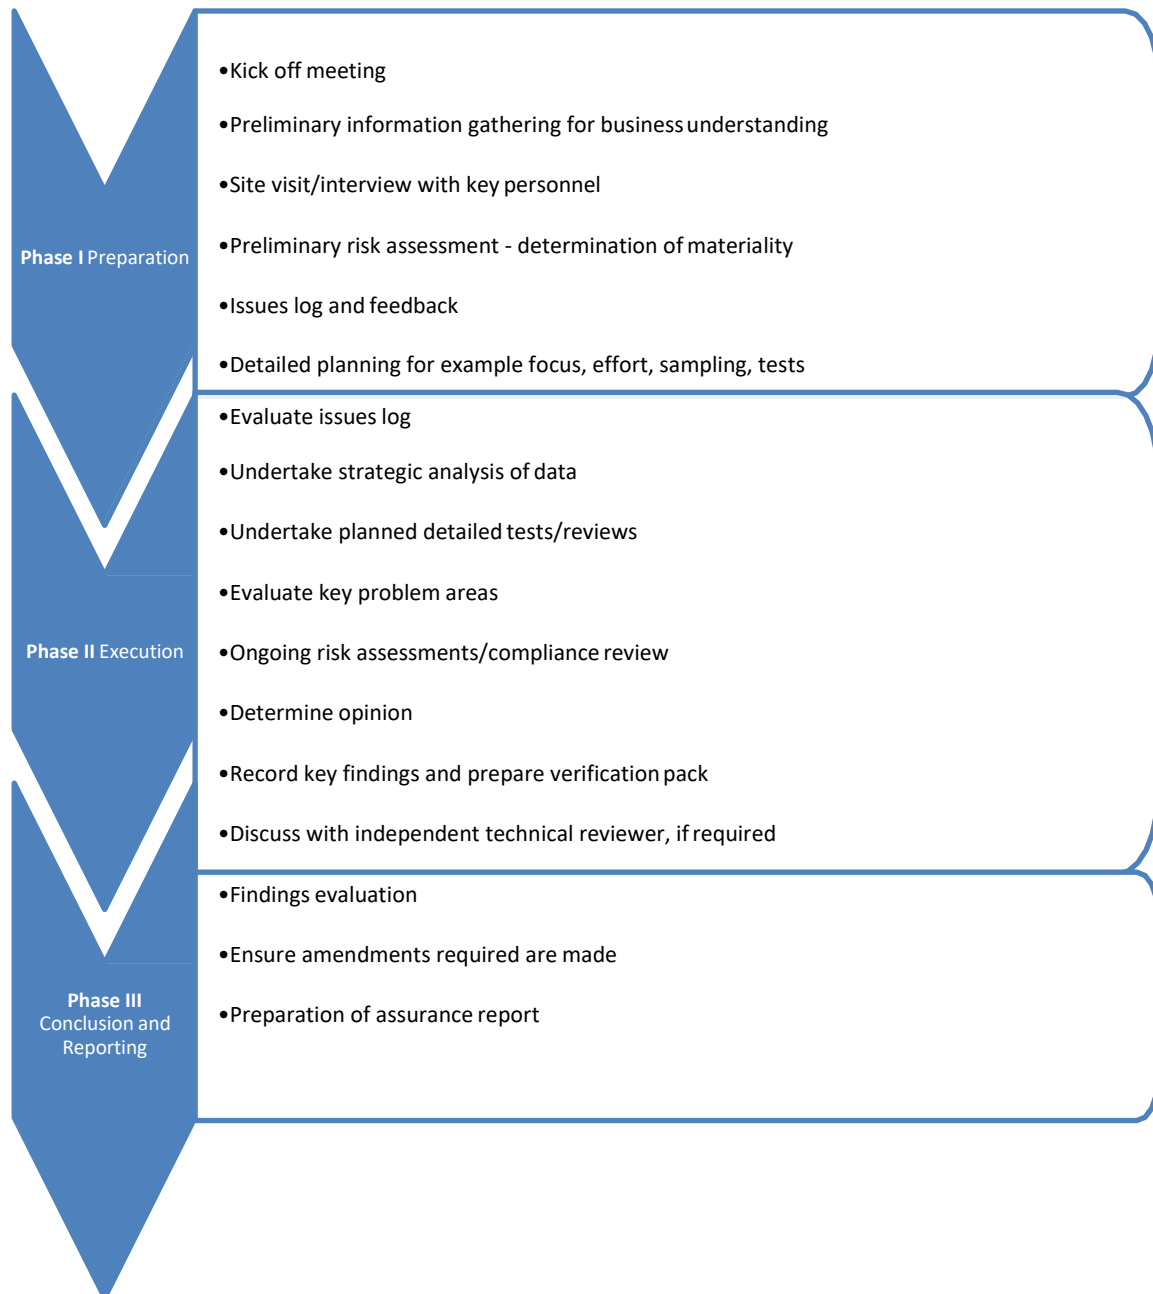 Phase I Preparation
•Kick off meeting
•Preliminary information gathering for business understanding
•Site visit/interview with key personnel
•Preliminary risk assessment - determination of materiality
•Issues log and feedback
•Detailed planning for example focus, effort, sampling, tests
Phase II Execution
•Evaluate issues log
•Undertake strategic analysis of data
•Undertake planned detailed tests/reviews
•Evaluate key problem areas
•Ongoing risk assessments/compliance review
•Determine opinion
•Record key findings and prepare verification pack
•Discuss with independent technical reviewer, if required
Phase III
Conclusion and
Reporting
•Findings evaluation
•Ensure amendments required are made
•Preparation of assurance report